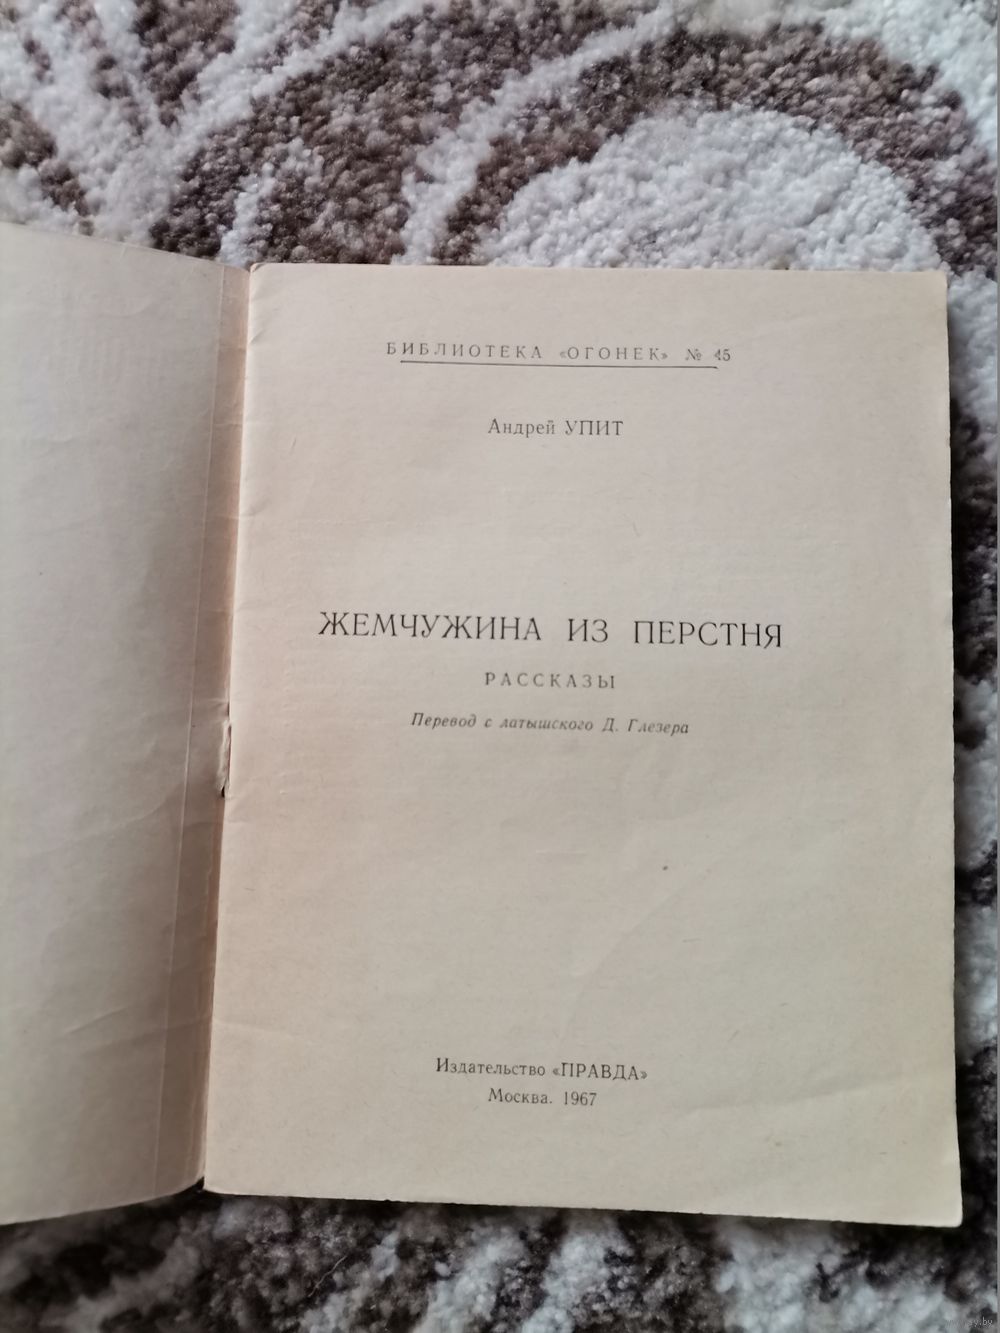 БИБЛИОТЕКА «ОГОНЕК» № 45
Андрей УПИТ
ЖЕМЧУЖИНА ИЗ ПЕРСТНЯ
РАССКАЗЫ
Перевод с латышского Д. Глезера
Издательство «ПРАВДА»
Москва. 1967